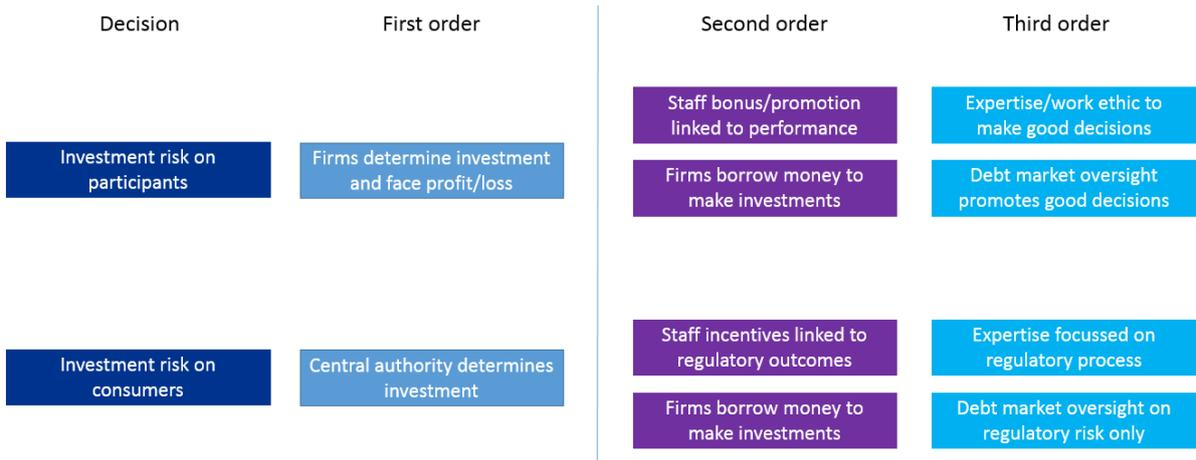 Decision
First order
Second order
Third order
Staff bonus/promotion
linked to performance
Expertise/work ethic to
make good decisions
Investment risk on
participants
Firms determine investment
and face profit/loss
Firms borrow money to
make investments
Debt market oversight
promotes good decisions
Staff incentives linked to
regulatory outcomes
Expertise focussed on
regulatory process
Investment risk on
consumers
Central authority determines
investment
Firms borrow money to
make investments
Debt market oversight on
regulatory risk only